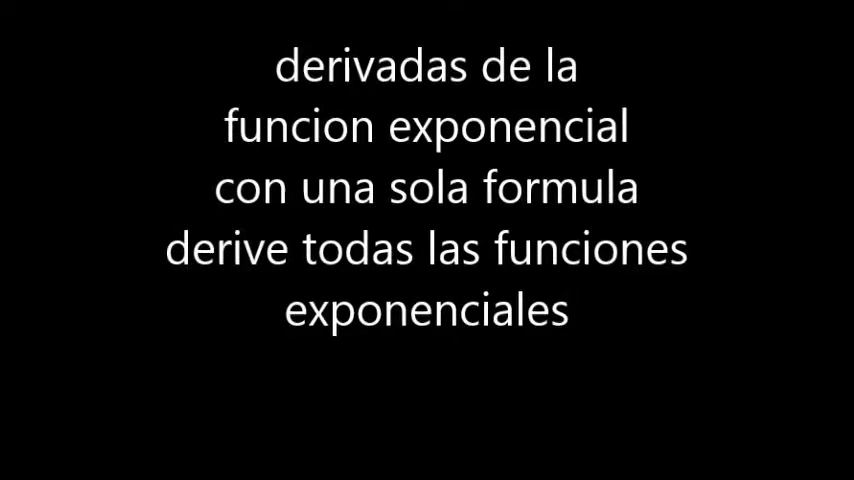 derivadas de la
funcion exponencial
con una sola formula
derive todas las funciones
exponenciales